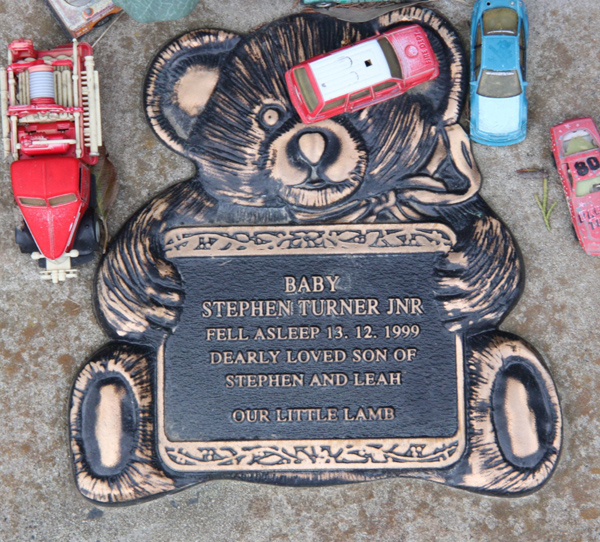 BABY
STEPHEN TURNER JNR
FELL ASLEEP 13. 12. 1999
DEARLY LOVED SON OF
STEPHEN AND LEAH
OUR LITTLE LAMB
80